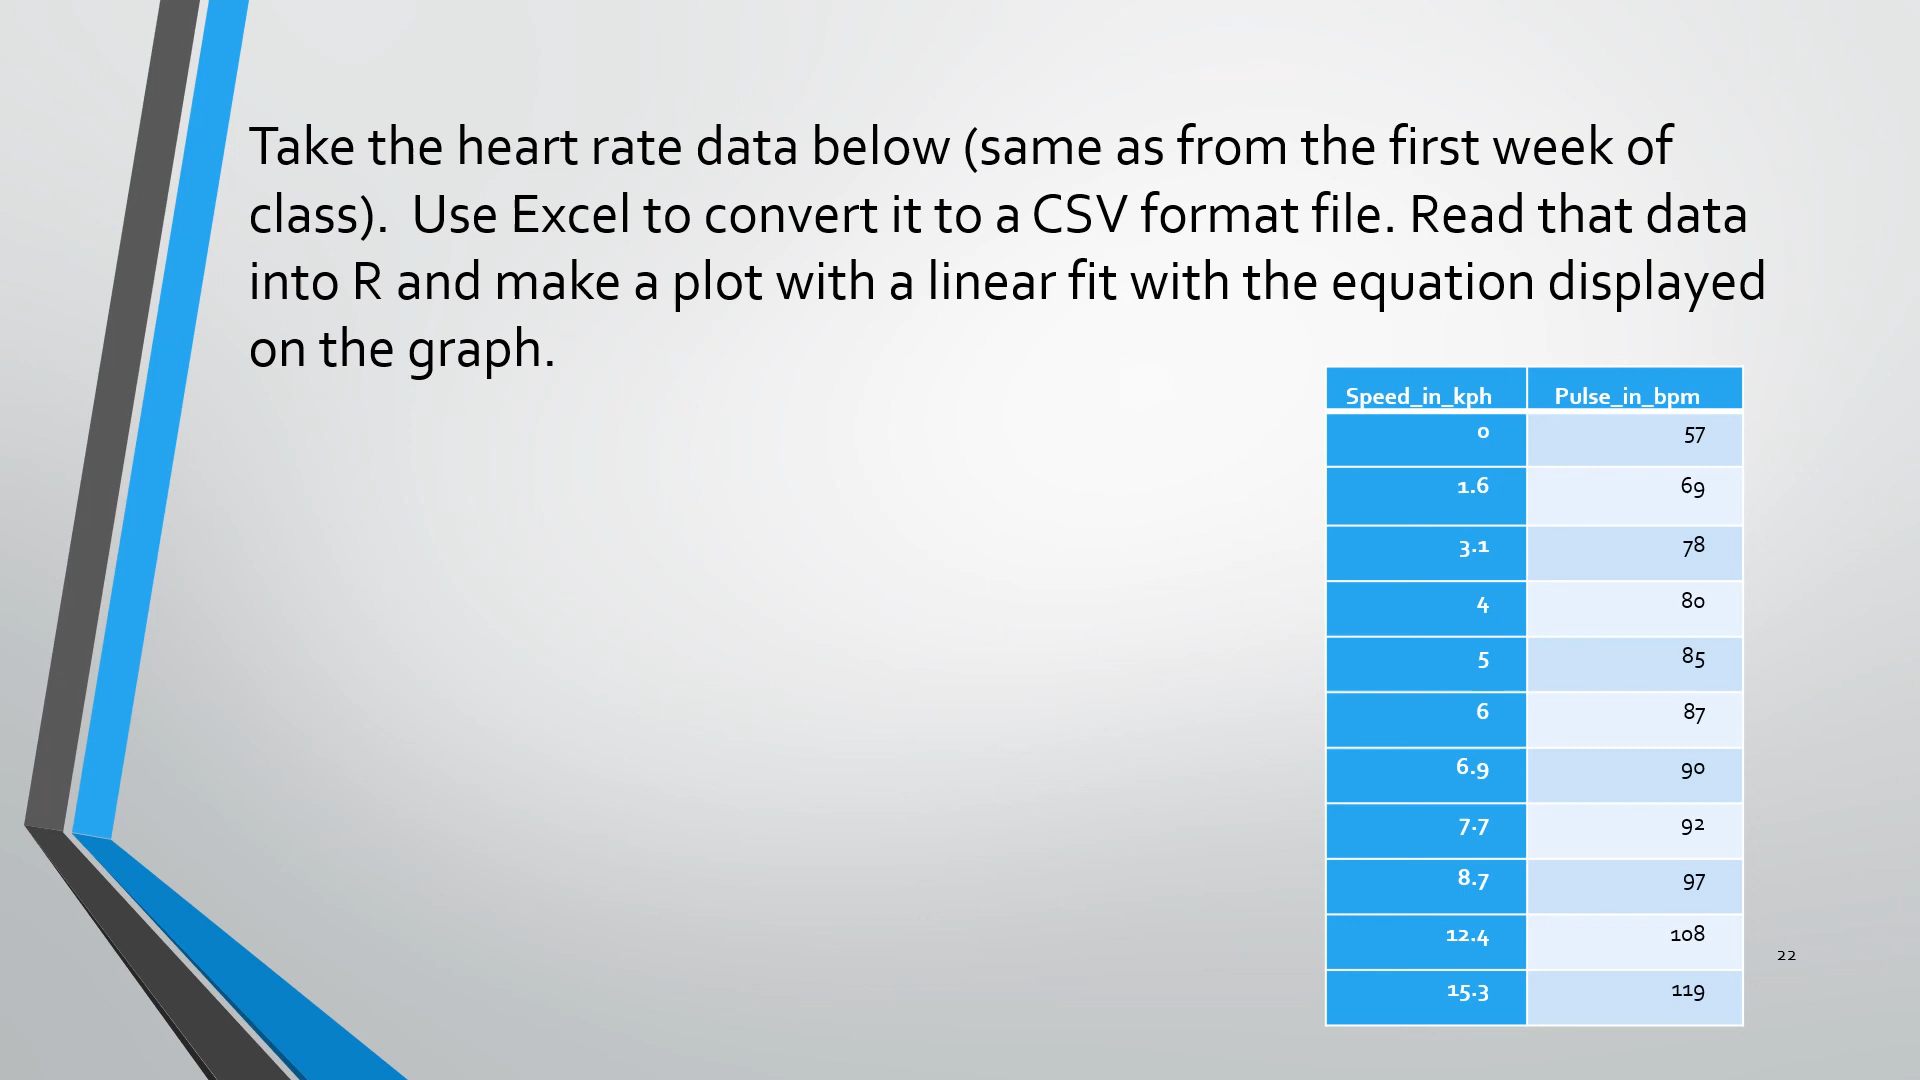 Take the heart rate data below (same as from the first week of
class).  Use Excel to convert it to a CSV format file. Read that data
into R and make a plot with a linear fit with the equation displayed
on the graph.
Speed_in_kph Pulse_in_bpm
0 57
1.6 69
3.1 78
4 80
5 85
6 87
6.9 90
7.7 92
8.7 97
12.4 108
15.3 119
22